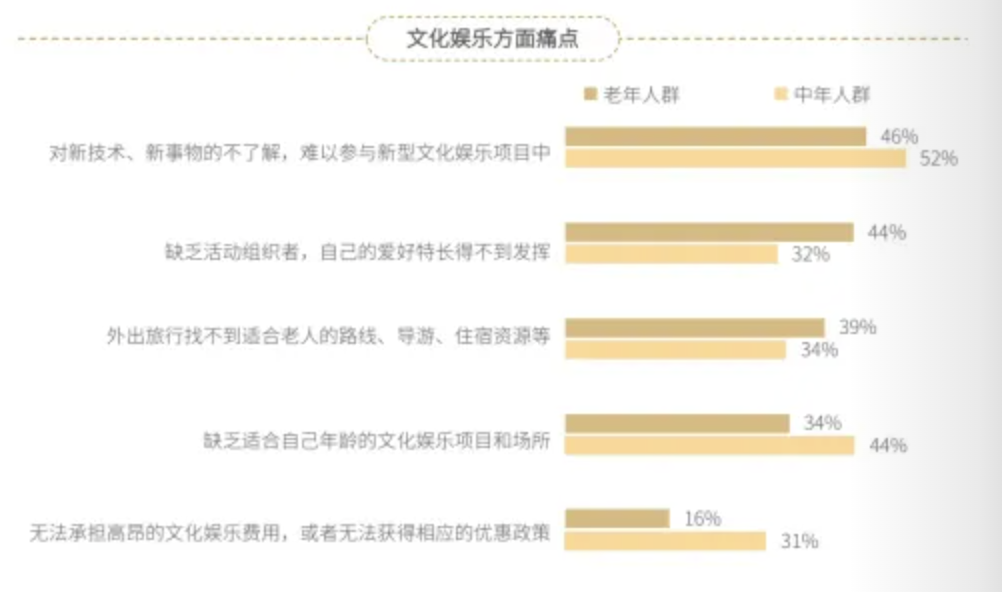 文化娱乐方面痛点
老年人群 中年人群
对新技术、新事物的不了解，难以参与新型文化娱乐项目中
46%
52%
缺乏活动组织者，自己的爱好特长得不到发挥
44%
32%
外出旅行找不到适合老人的路线、导游、住宿资源等
39%
34%
缺乏适合自己年龄的文化娱乐项目和场所
34%
44%
无法承担高昂的文化娱乐费用，或者无法获得相应的优惠政策
16%
31%